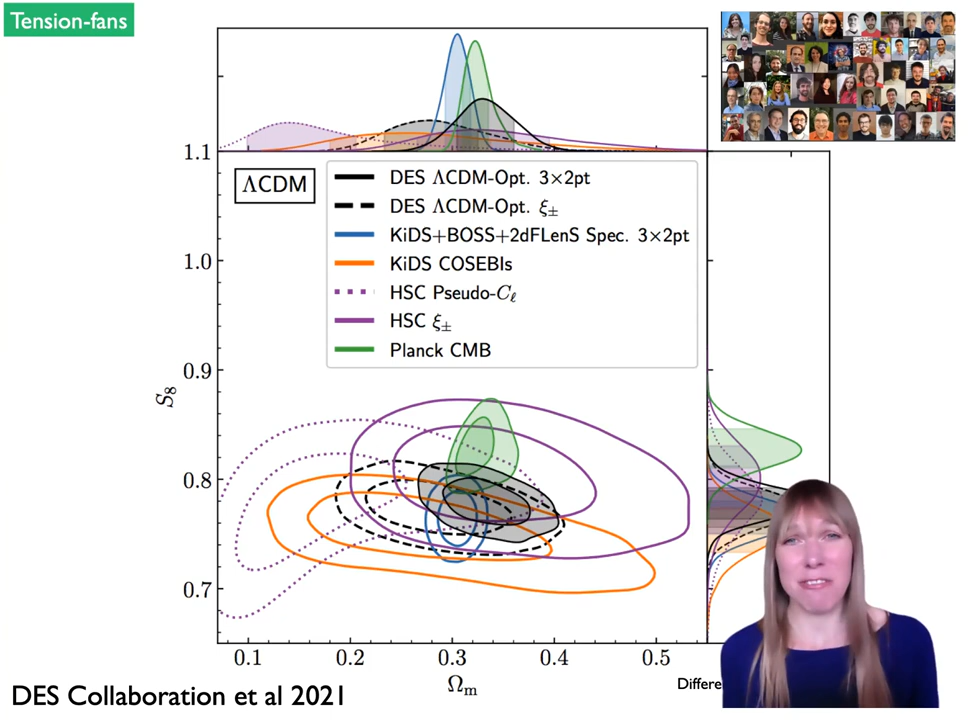 Tension-fans
1.1
ΛCDM
DES ΛCDM-Opt. 3×2pt
DES ΛCDM-Opt. ξ±
KiDS+BOSS+2dFLenS Spec. 3×2pt
KiDS COSEBIs
HSC Pseudo-Cℓ
HSC ξ±
Planck CMB
1.0
0.9
S8
0.8
0.7
0.1 0.2 0.3 0.4 0.5
Ωm
Differe
DES Collaboration et al 2021